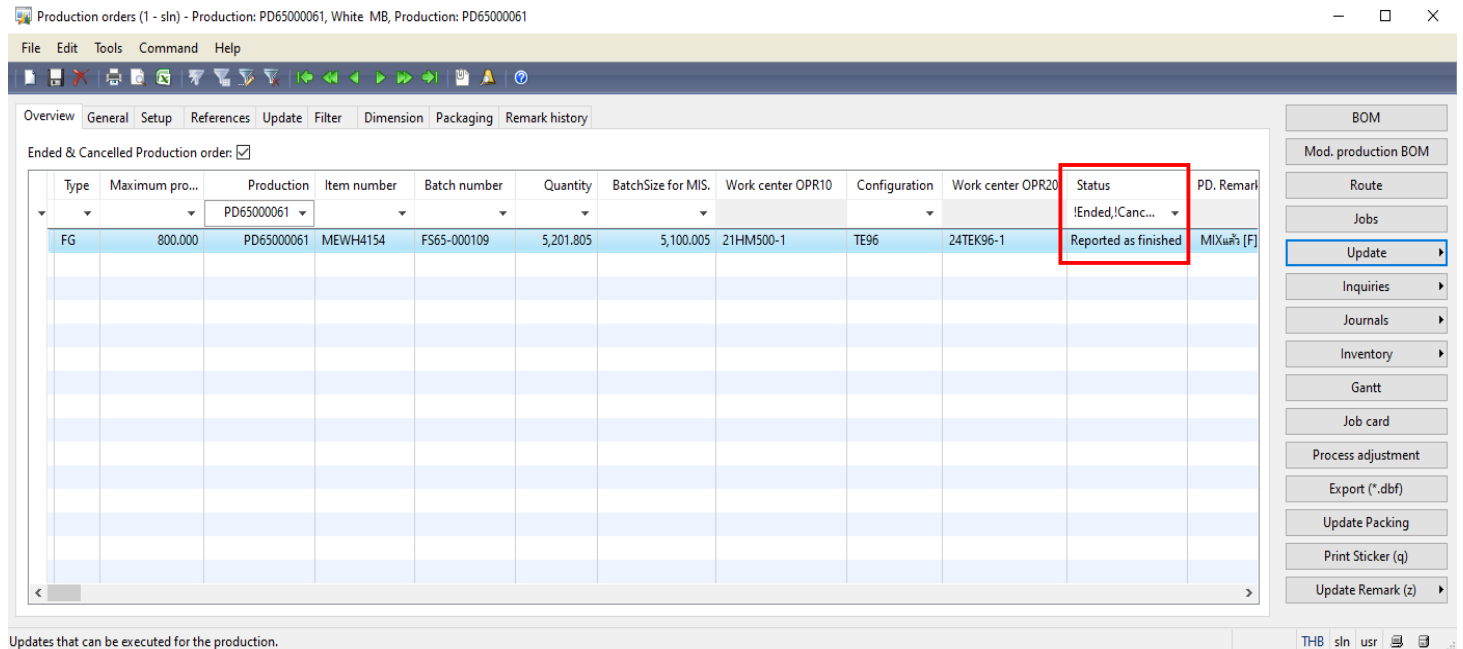 Production orders (1 - sln) - Production: PD65000061, White MB, Production: PD65000061
File Edit Tools Command Help
Overview General Setup References Update Filter Dimension Packaging Remark history
Ended & Cancelled Production order:
Type Maximum pro... Production Item number Batch number Quantity BatchSize for MIS. Work center OPR10 Configuration Work center OPR20 Status PD. Remark
PD65000061 !Ended,!Canc...
FG 800.000 PD65000061 MEWH4154 FS65-000109 5,201.805 5,100.005 21HM500-1 TE96 24TEK96-1 Reported as finished MIXแล้ว [F]
BOM
Mod. production BOM
Route
Jobs
Update
Inquiries
Journals
Inventory
Gantt
Job card
Process adjustment
Export (*.dbf)
Update Packing
Print Sticker (q)
Update Remark (z)
Updates that can be executed for the production.
THB sln usr